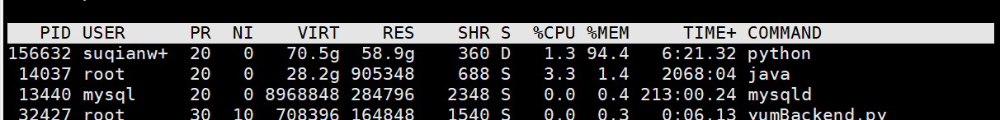 PID USER PR NI VIRT RES SHR S %CPU %MEM TIME+ COMMAND
156632 suqianw+ 20 0 70.5g 58.9g 360 D 1.3 94.4 6:21.32 python
14037 root 20 0 28.2g 905348 688 S 3.3 1.4 2068:04 java
13440 mysql 20 0 8968848 284796 2348 S 0.0 0.4 213:00.24 mysqld
32427 root 30 10 708396 164848 1540 S 0.0 0.3 0:06.13 yumBackend.py